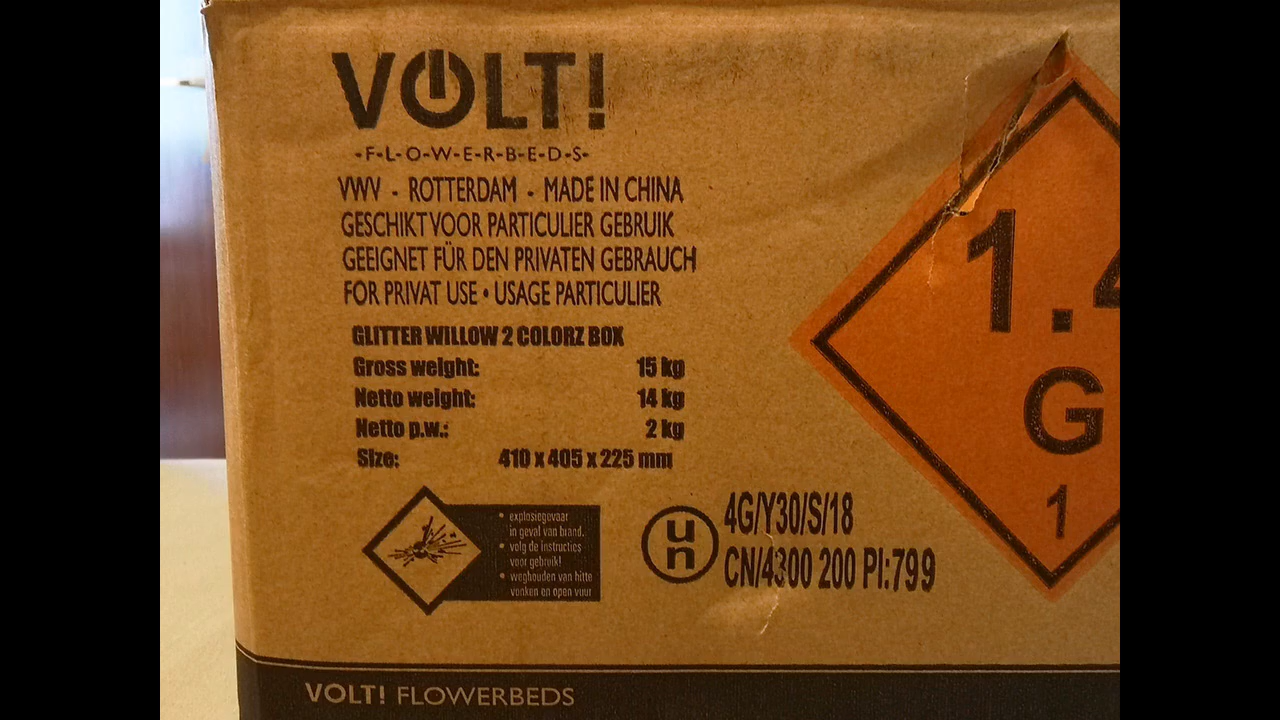 VOLT!
-F-L-O-W-E-R-B-E-D-S-
VWV - ROTTERDAM - MADE IN CHINA
GESCHIKT VOOR PARTICULIER GEBRUIK
GEEIGNET FÜR DEN PRIVATEN GEBRAUCH
FOR PRIVAT USE • USAGE PARTICULIER
GLITTER WILLOW 2 COLORZ BOX
Gross weight: 15 kg
Netto weight: 14 kg
Netto p.w.: 2 kg
Size: 410 x 405 x 225 mm
• explosiegevaar
in geval van brand.
• volg de instructies
voor gebruik!
• weghouden van hitte
vonken en open vuur
un
4G/Y30/S/18
CN/4300 200 PI:799
1.4
G
1
VOLT! FLOWERBEDS